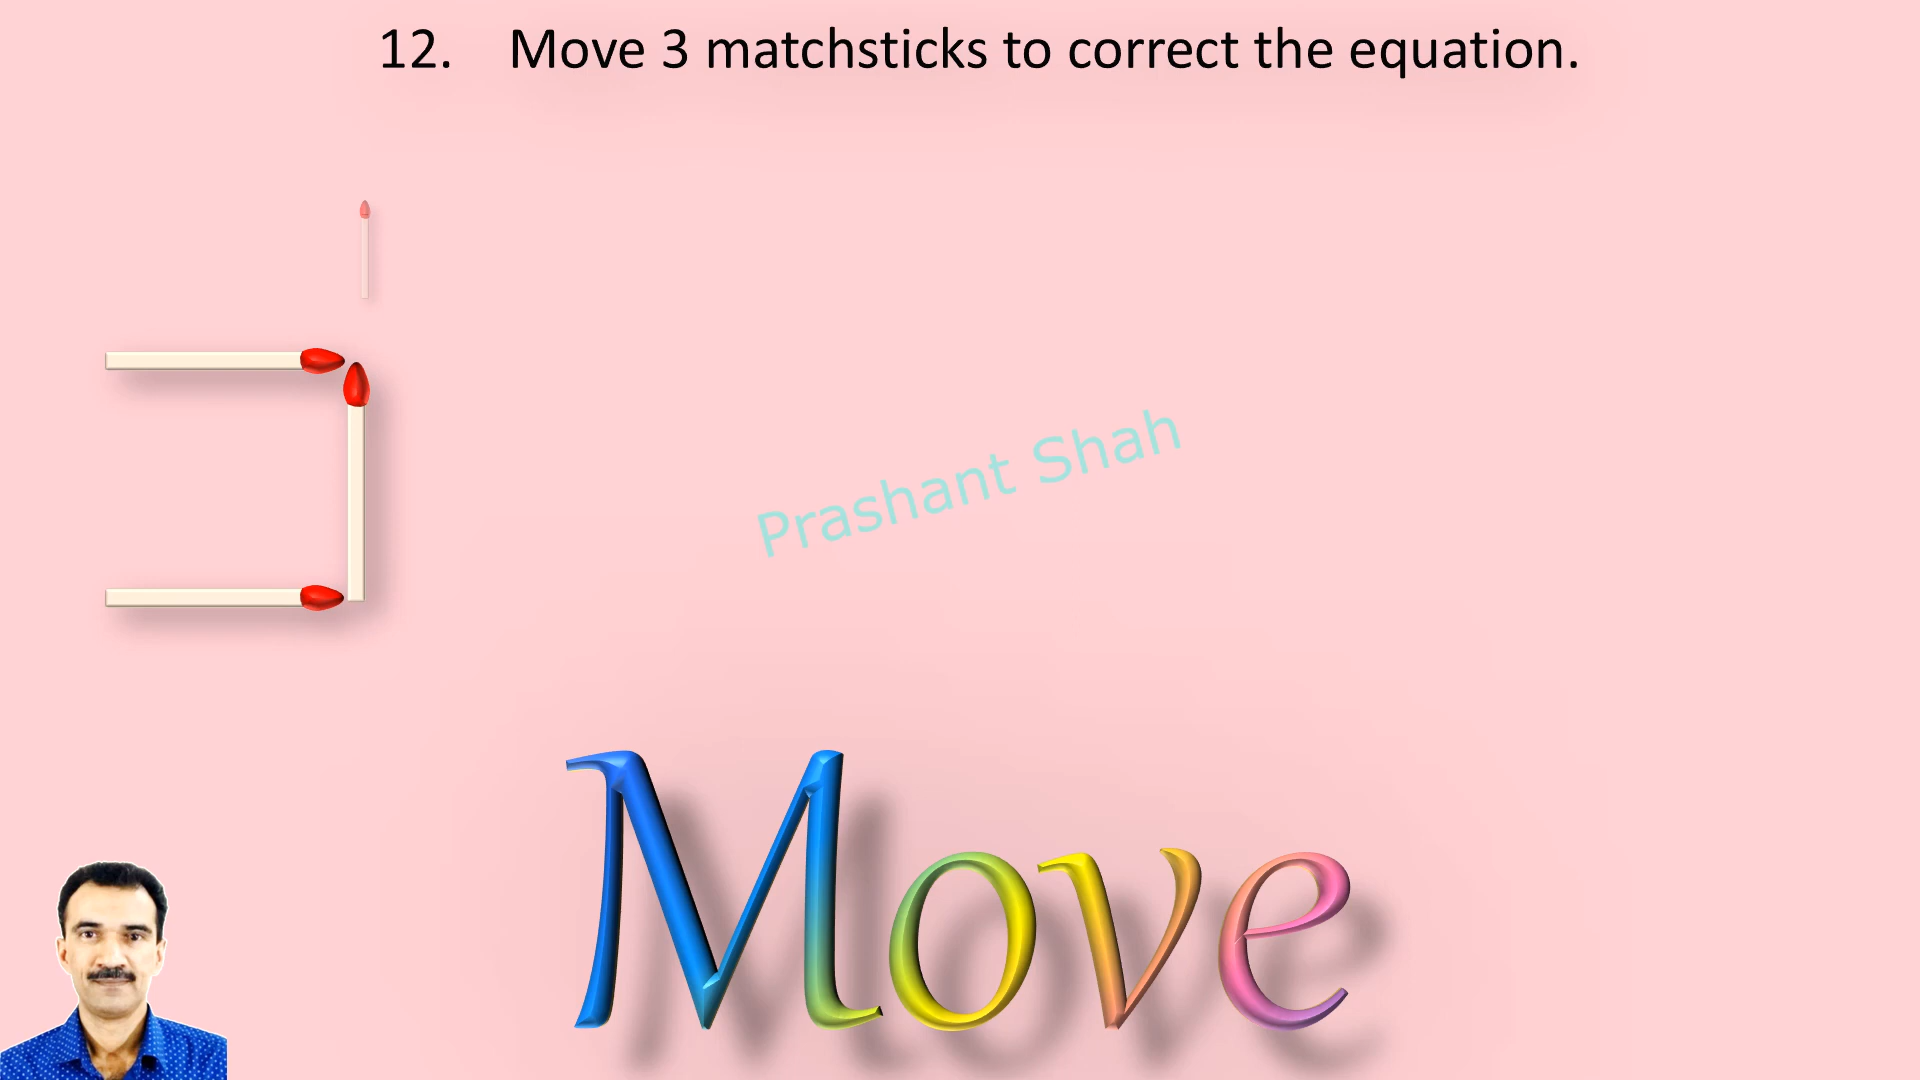 12. Move 3 matchsticks to correct the equation.
Prashant Shah
Move